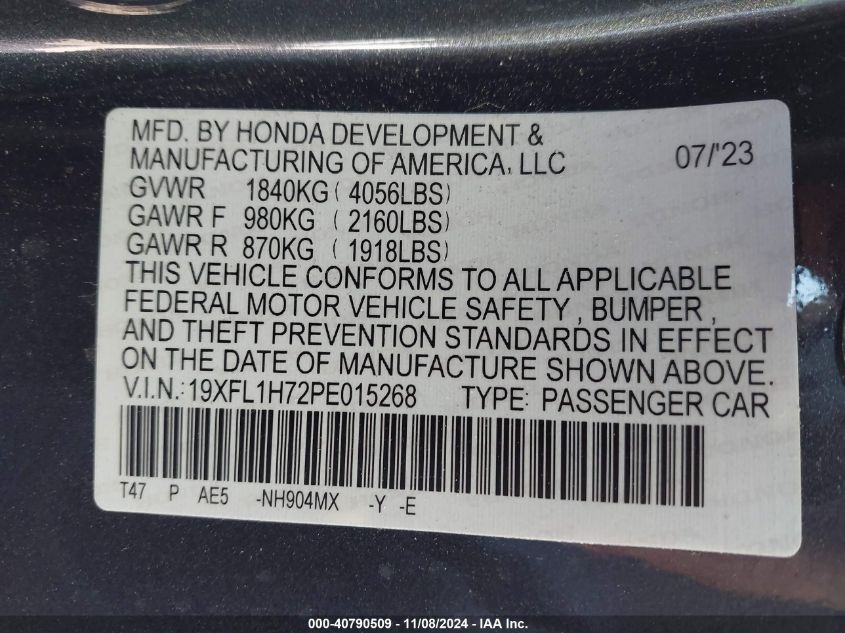 MFD. BY HONDA DEVELOPMENT &
MANUFACTURING OF AMERICA, LLC 07/'23
GVWR 1840KG ( 4056LBS)
GAWR F 980KG ( 2160LBS)
GAWR R 870KG ( 1918LBS)
THIS VEHICLE CONFORMS TO ALL APPLICABLE
FEDERAL MOTOR VEHICLE SAFETY , BUMPER ,
AND THEFT PREVENTION STANDARDS IN EFFECT
ON THE DATE OF MANUFACTURE SHOWN ABOVE.
V.I.N.: 19XFL1H72PE015268 TYPE: PASSENGER CAR
T47 P AE5 -NH904MX -Y -E
000-40790509 - 11/08/2024 - IAA Inc.